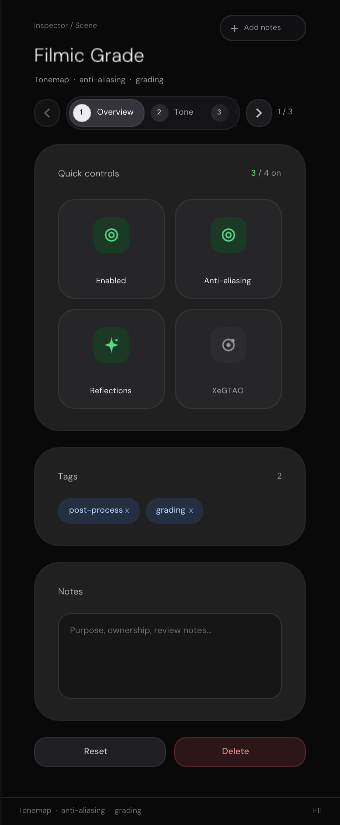 Inspector / Scene
Add notes
Filmic Grade
Tonemap · anti-aliasing · grading
1 Overview 2 Tone 3 1 / 3
Quick controls 3 / 4 on
Enabled Anti-aliasing
Reflections XeGTAO
Tags 2
post-process x grading x
Notes
Purpose, ownership, review notes...
Reset Delete
Tonemap · anti-aliasing · grading